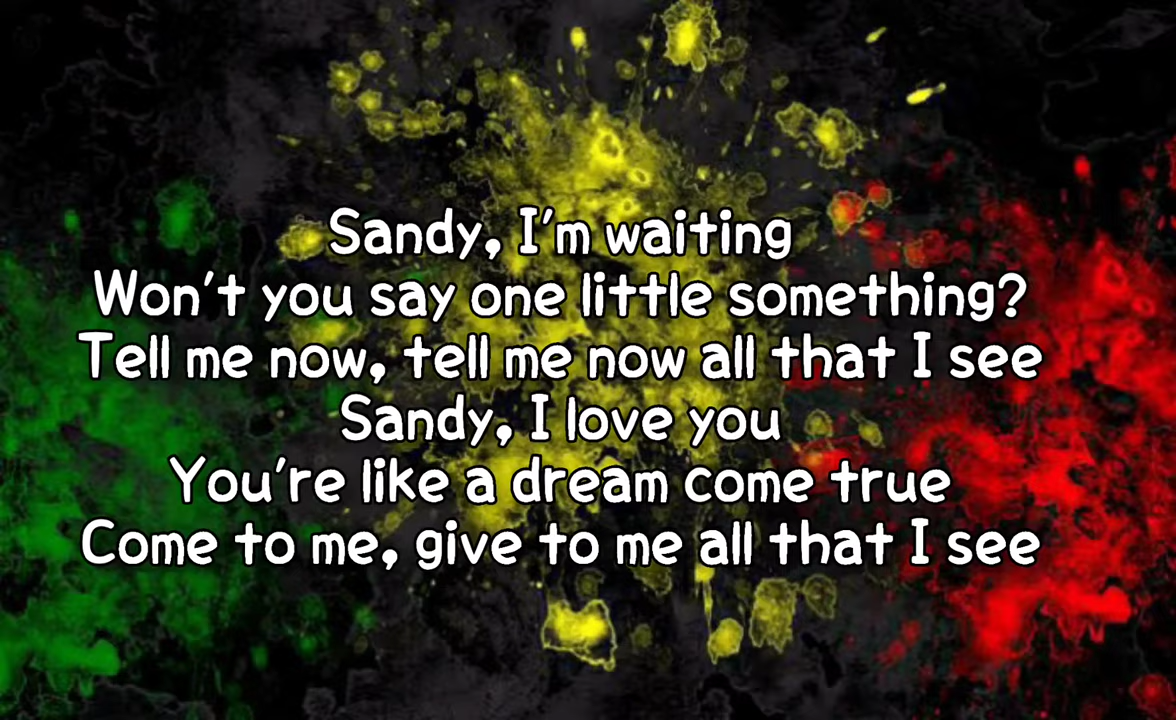 Sandy, I'm waiting
Won't you say one little something?
Tell me now, tell me now all that I see
Sandy, I love you
You're like a dream come true
Come to me, give to me all that I see